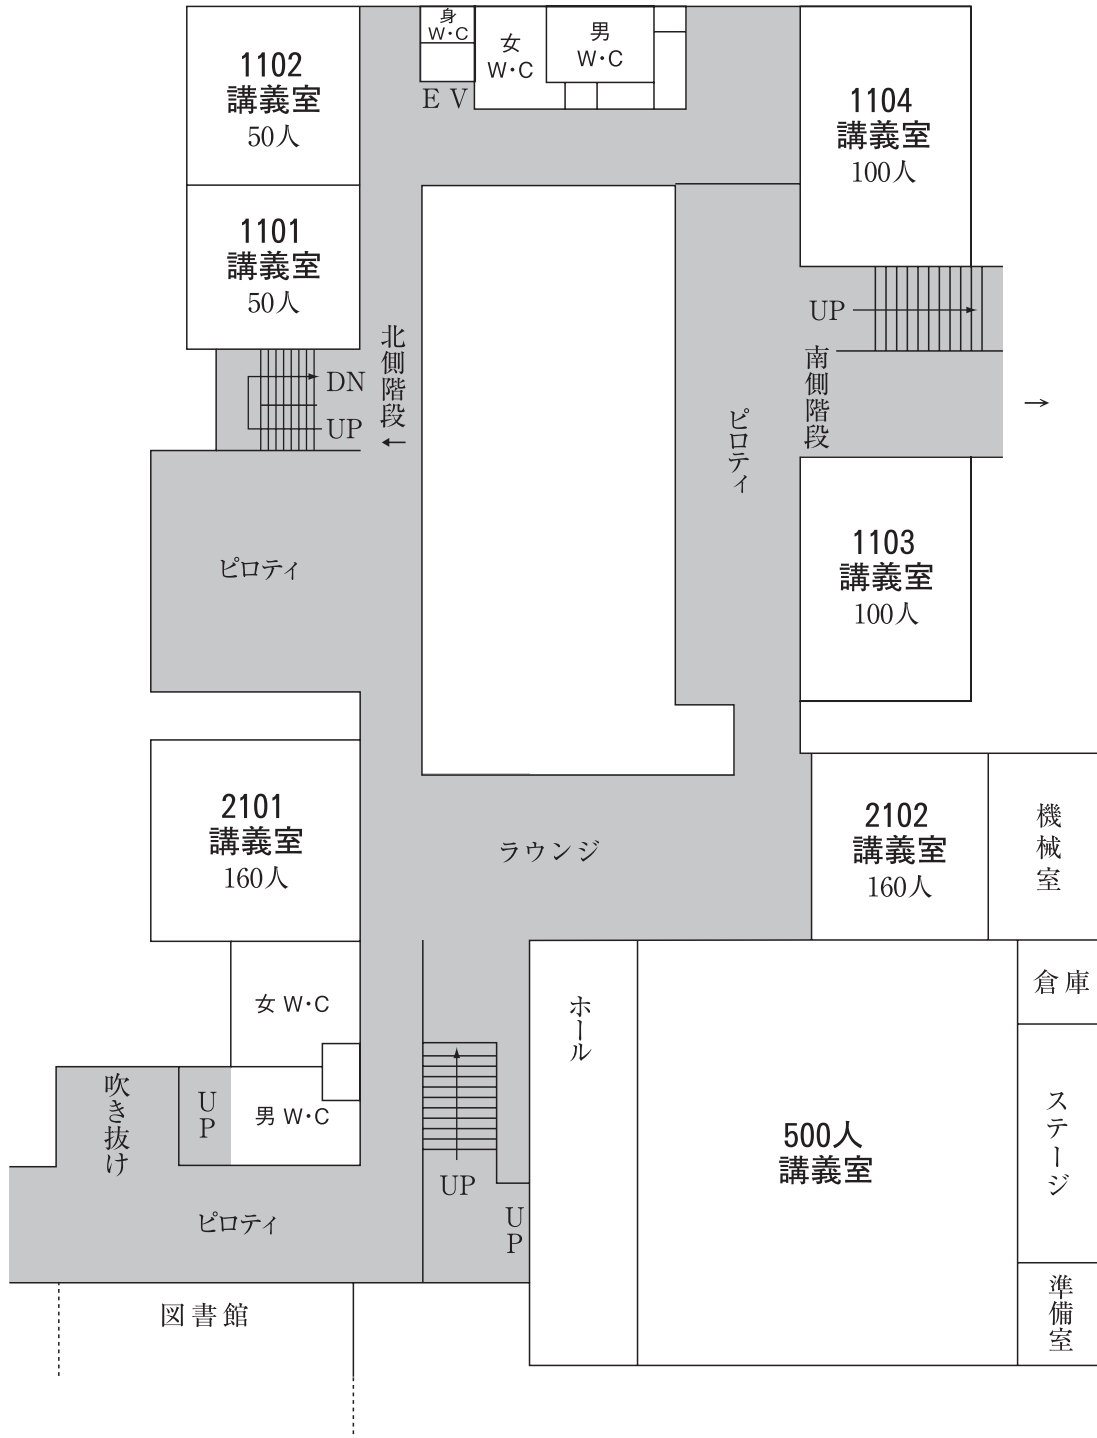 1102
講義室
50人
身
W・C
E V
女
W・C
男
W・C
1104
講義室
100人
1101
講義室
50人
北側階段
←
DN
UP
UP
南側階段
→
ピロティ
ピロティ
1103
講義室
100人
2101
講義室
160人
ラウンジ
2102
講義室
160人
機械室
女 W・C
男 W・C
吹き抜け
UP
ピロティ
UP
UP
ホール
500人
講義室
倉庫
ステージ
準備室
図書館